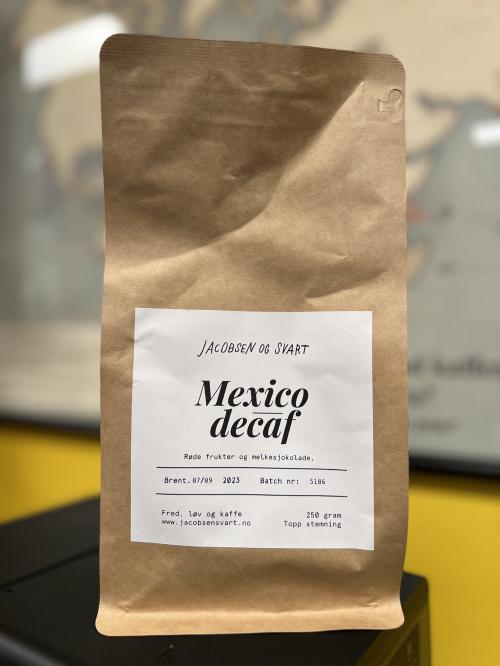 JACOBSEN OG SVART
Mexico
decaf
Røde frukter og melkesjokolade.
Brent. 07/09 2023 Batch nr: 5186
Fred, løv og kaffe 250 gram
www.jacobsensvart.no Topp stemning